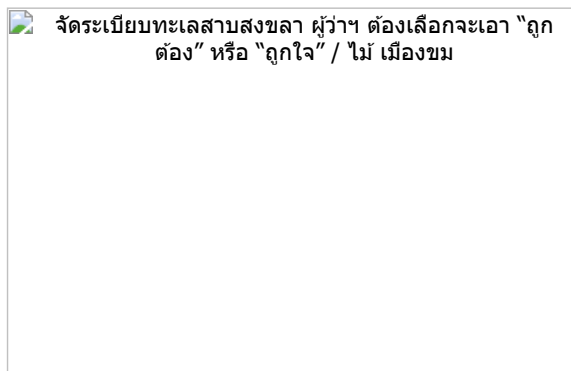 จัดระเบียบทะเลสาบสงขลา ผู้ว่าฯ ต้องเลือกจะเอา “ถูก
ต้อง” หรือ “ถูกใจ” / ไม้ เมืองขม